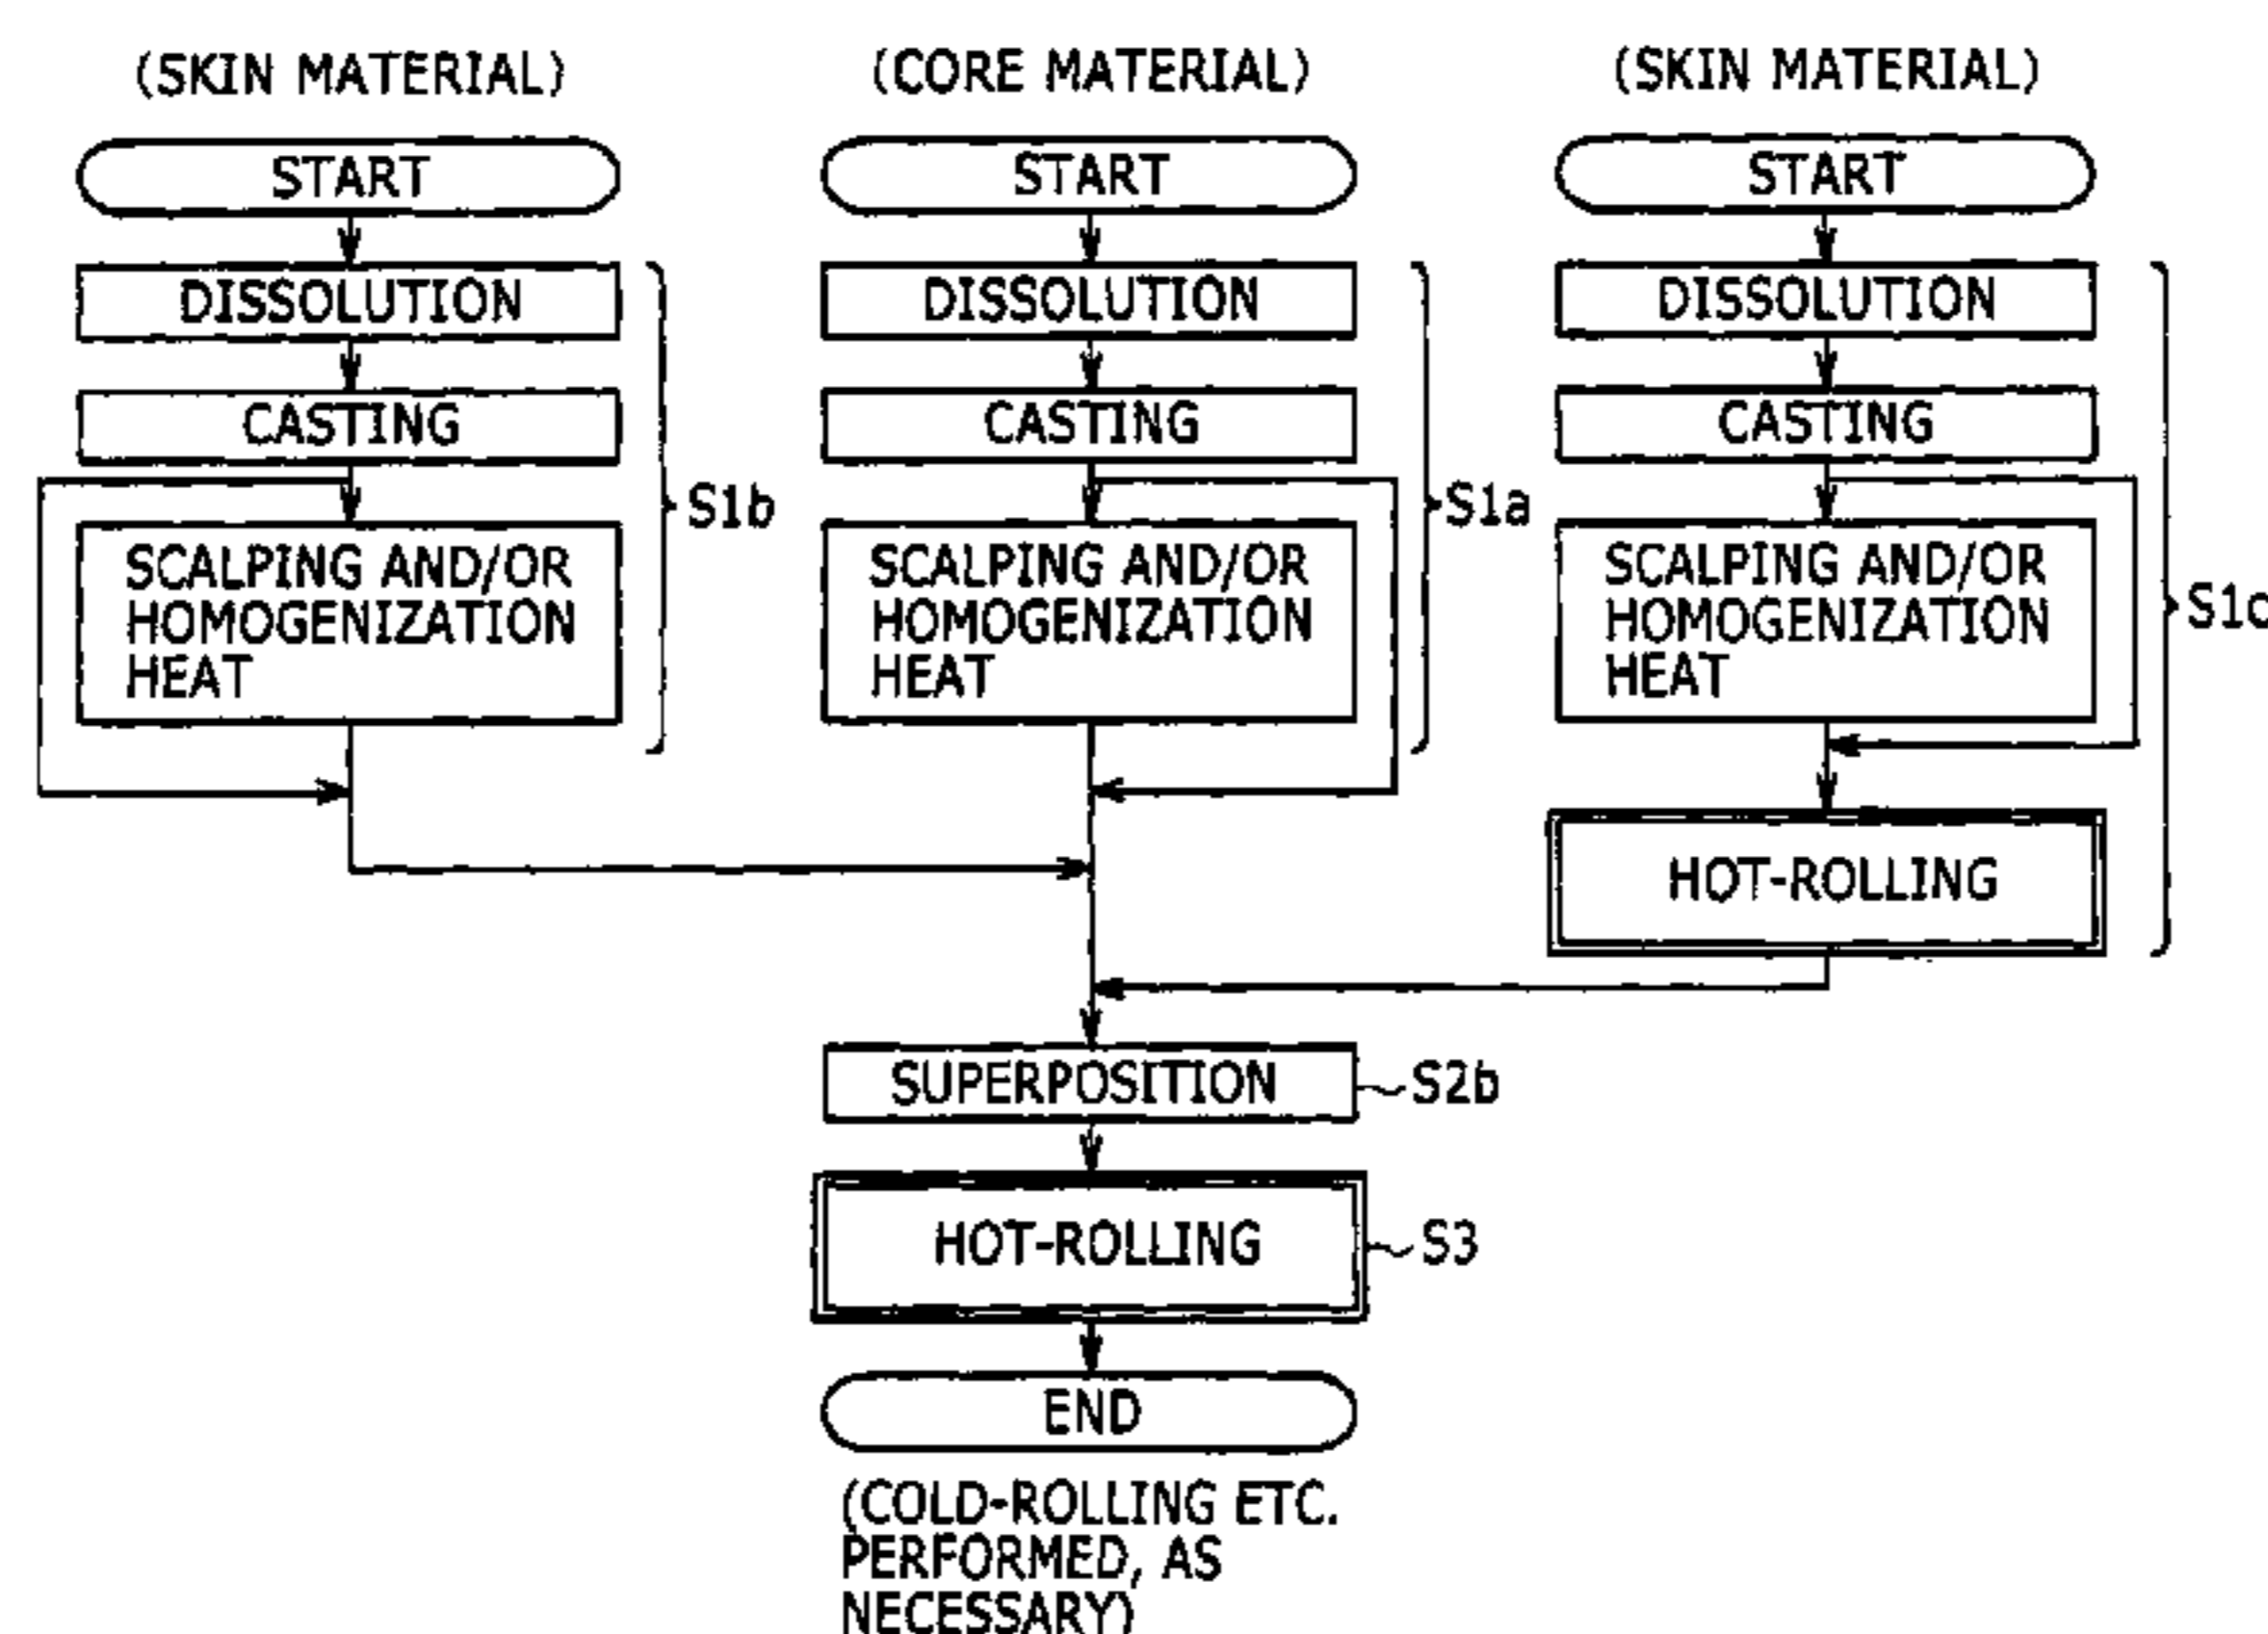 (SKIN MATERIAL)
(CORE MATERIAL)
(SKIN MATERIAL)
START
START
START
DISSOLUTION
DISSOLUTION
DISSOLUTION
CASTING
CASTING
CASTING
SCALPING AND/OR
HOMOGENIZATION
HEAT
S1b
SCALPING AND/OR
HOMOGENIZATION
HEAT
S1a
SCALPING AND/OR
HOMOGENIZATION
HEAT
S1c
HOT-ROLLING
SUPERPOSITION
S2b
HOT-ROLLING
S3
END
(COLD-ROLLING ETC.
PERFORMED, AS
NECESSARY)